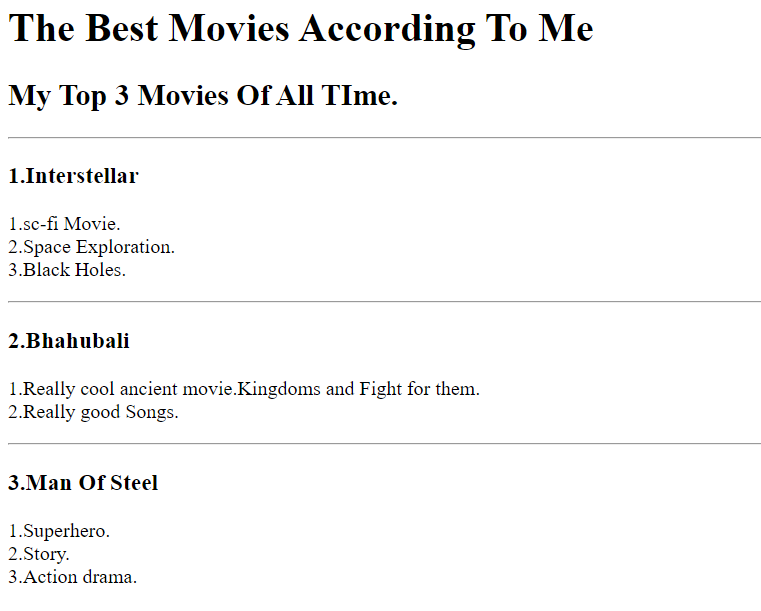 The Best Movies According To Me
My Top 3 Movies Of All TIme.
1.Interstellar
1.sc-fi Movie.
2.Space Exploration.
3.Black Holes.
2.Bhahubali
1.Really cool ancient movie.Kingdoms and Fight for them.
2.Really good Songs.
3.Man Of Steel
1.Superhero.
2.Story.
3.Action drama.